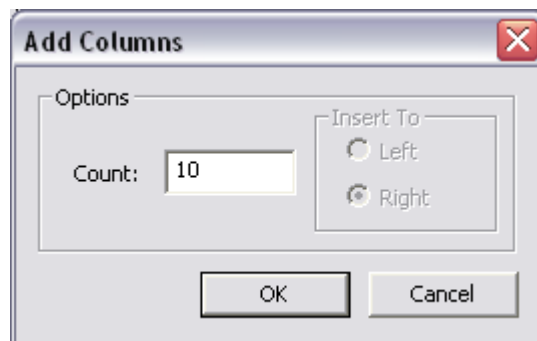 Add Columns
Options
Insert To
Left
Count: 10
Right
OK Cancel